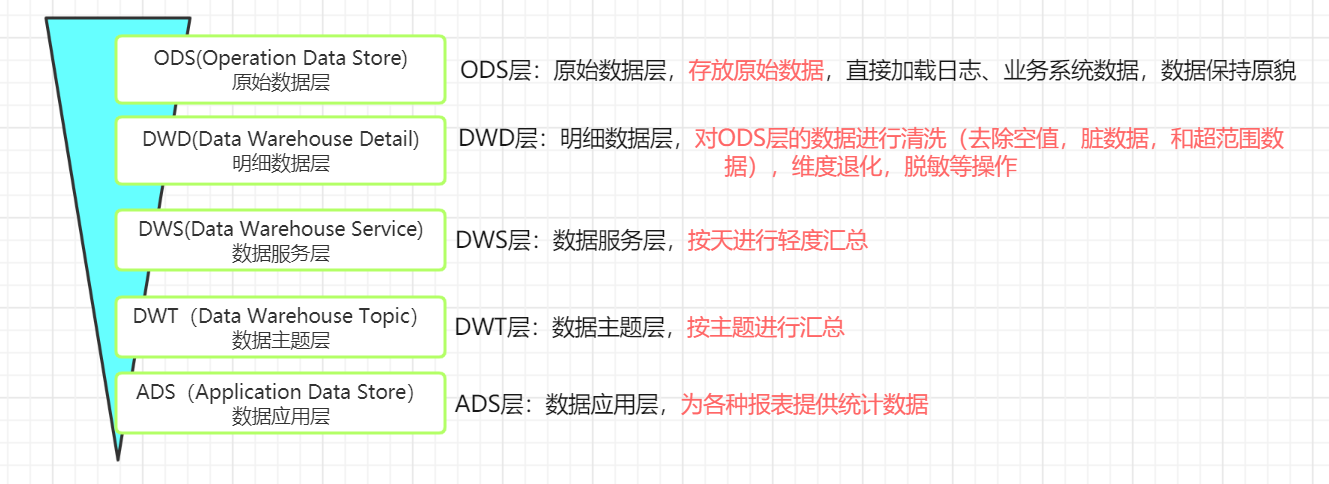 ODS(Operation Data Store)
原始数据层
ODS层：原始数据层，存放原始数据，直接加载日志、业务系统数据，数据保持原貌
DWD(Data Warehouse Detail)
明细数据层
DWD层：明细数据层，对ODS层的数据进行清洗（去除空值，脏数据，和超范围数
据），维度退化，脱敏等操作
DWS(Data Warehouse Service)
数据服务层
DWS层：数据服务层，按天进行轻度汇总
DWT（Data Warehouse Topic）
数据主题层
DWT层：数据主题层，按主题进行汇总
ADS（Application Data Store）
数据应用层
ADS层：数据应用层，为各种报表提供统计数据